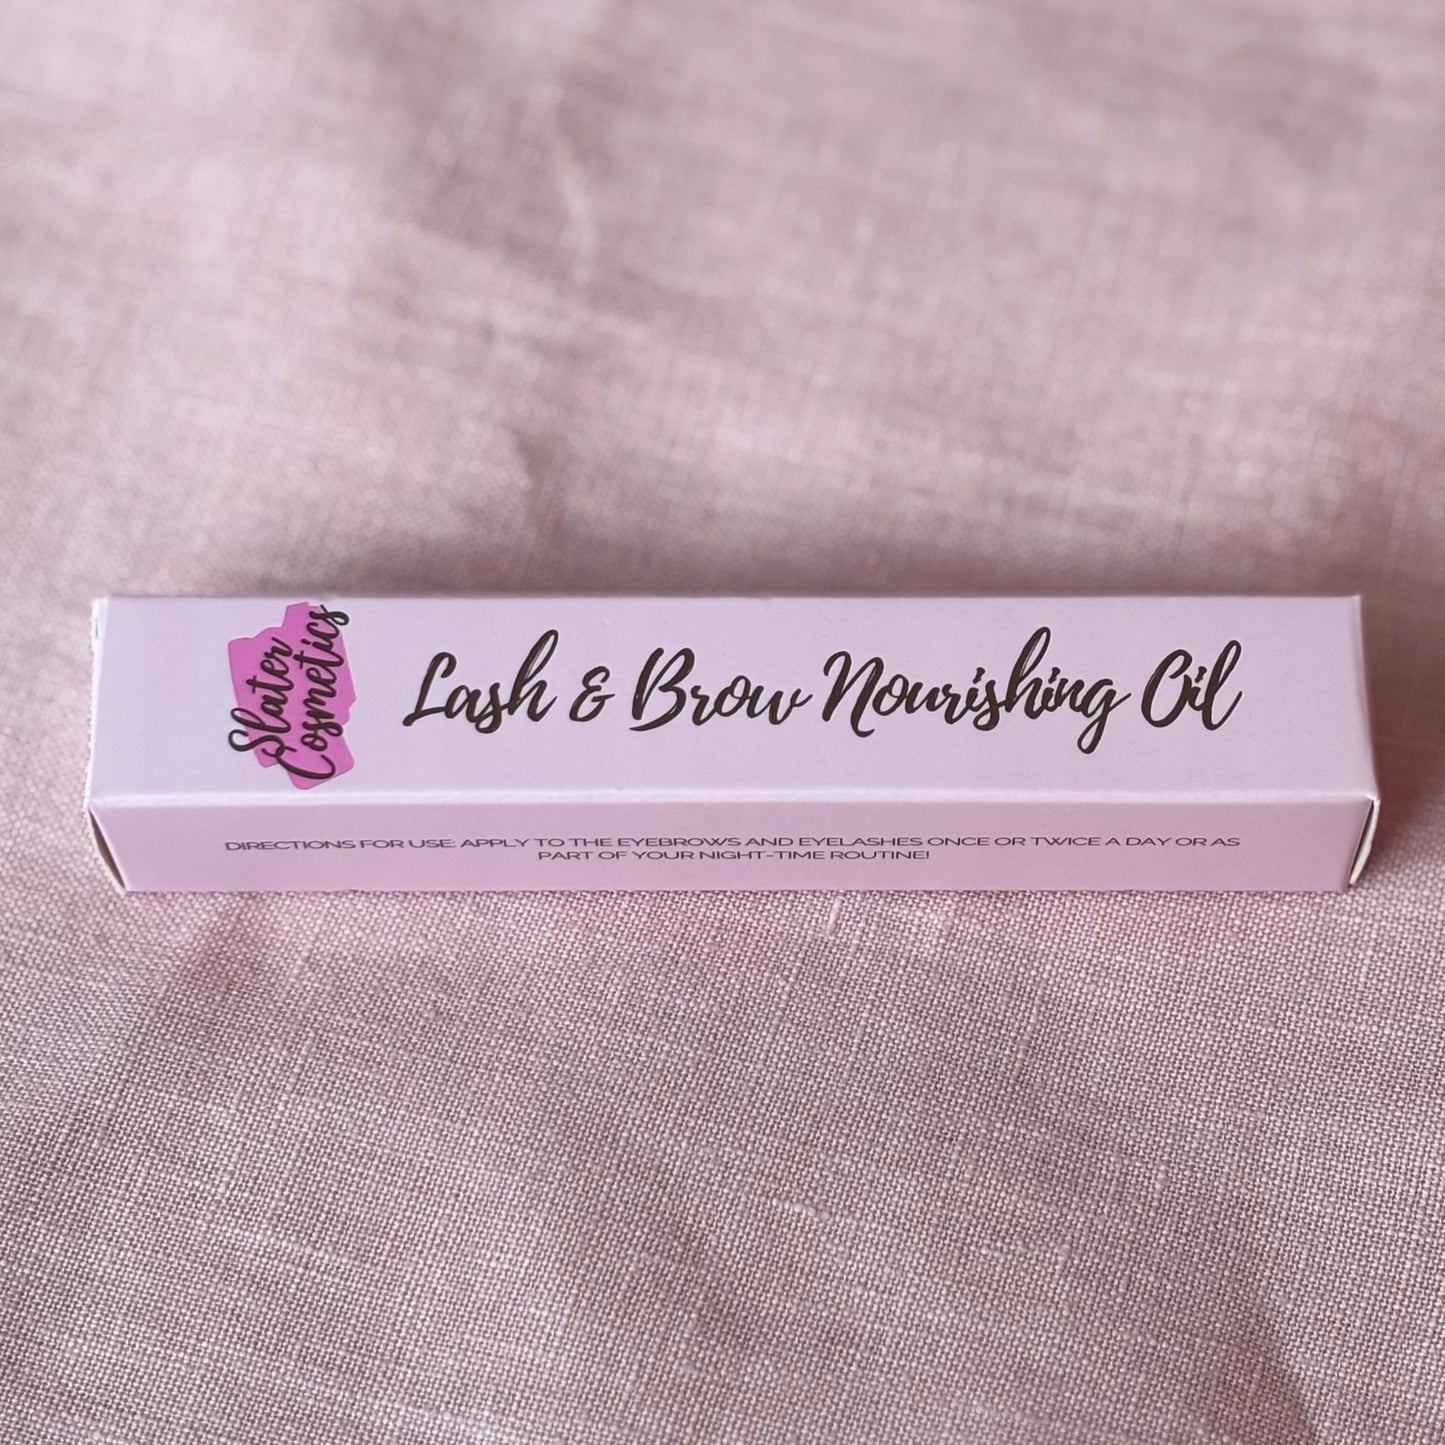 Slater
Cosmetics
Lash & Brow Nourishing Oil
DIRECTIONS FOR USE: APPLY TO THE EYEBROWS AND EYELASHES ONCE OR TWICE A DAY OR AS
PART OF YOUR NIGHT-TIME ROUTINE!